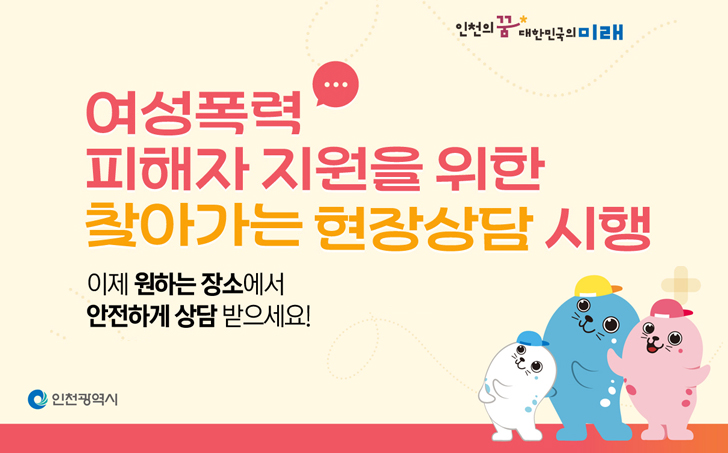 인천의 꿈 대한민국의 미래
여성폭력
피해자 지원을 위한
찾아가는 현장상담 시행
이제 원하는 장소에서
안전하게 상담 받으세요!
인천광역시